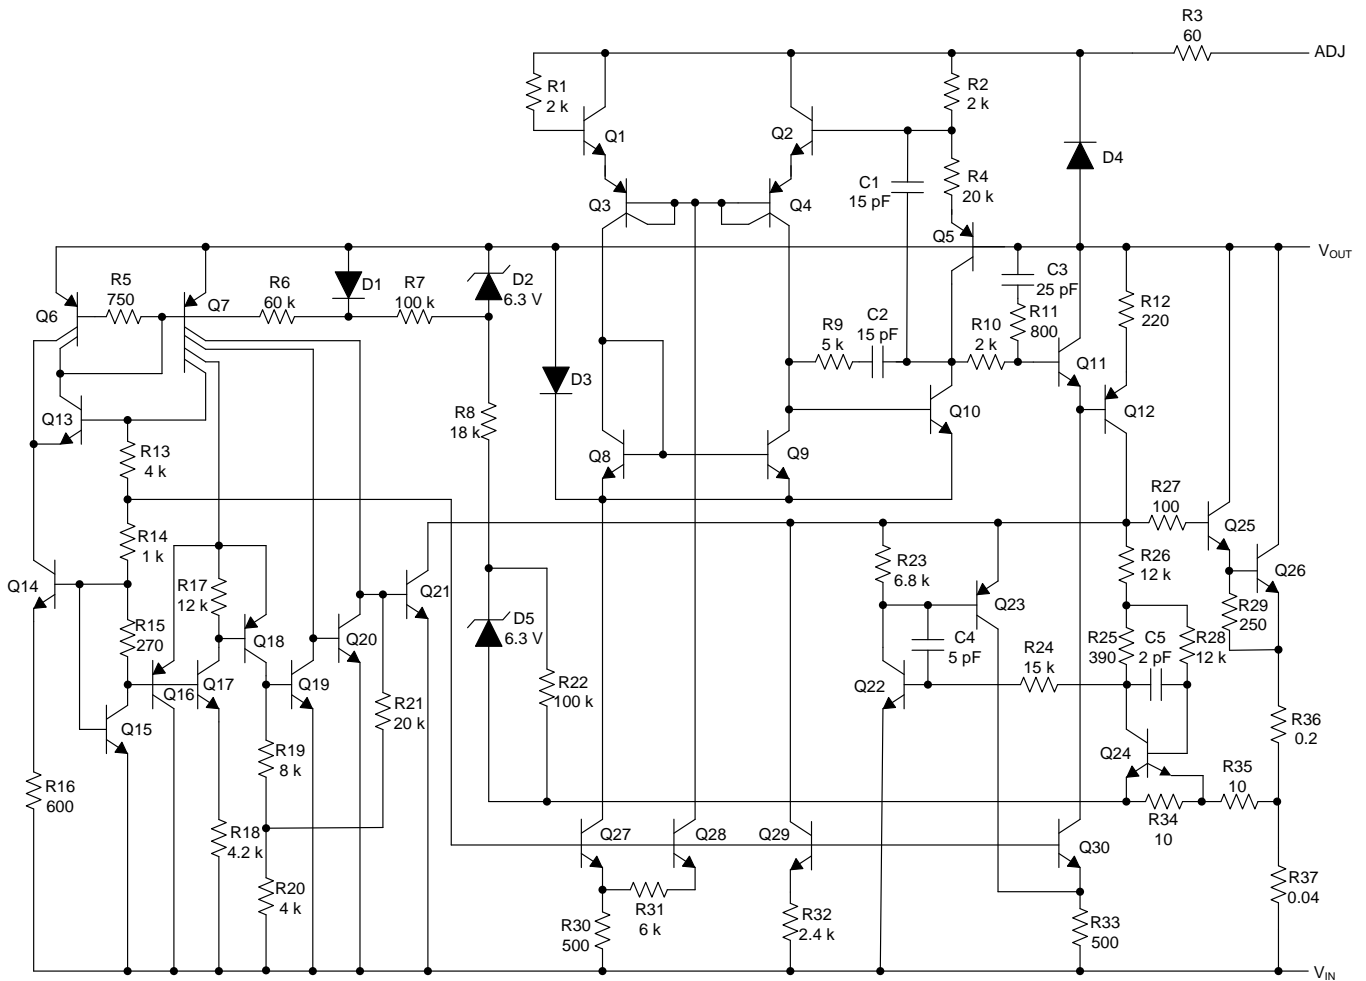 R3
60
ADJ
R1
2 k
Q1
Q2
R2
2 k
D4
C1
15 pF
R4
20 k
Q3
Q4
Q5
VOUT
R5
750
Q6
Q7
R6
60 k
D1
R7
100 k
D2
6.3 V
C3
25 pF
R12
220
R9
5 k
C2
15 pF
R10
2 k
R11
800
Q11
D3
Q12
Q13
R8
18 k
Q10
R13
4 k
Q8
Q9
R27
100
Q25
R14
1 k
Q14
R17
12 k
Q21
R23
6.8 k
Q23
R26
12 k
Q26
R15
270
Q18
Q20
D5
6.3 V
C4
5 pF
R24
15 k
R25
390
C5
2 pF
R28
12 k
R29
250
Q16
Q17
Q19
R21
20 k
R22
100 k
Q22
Q15
R19
8 k
Q24
R36
0.2
R16
600
R35
10
R34
10
R18
4.2 k
Q27
Q28
Q29
Q30
R20
4 k
R31
6 k
R37
0.04
R30
500
R32
2.4 k
R33
500
VIN